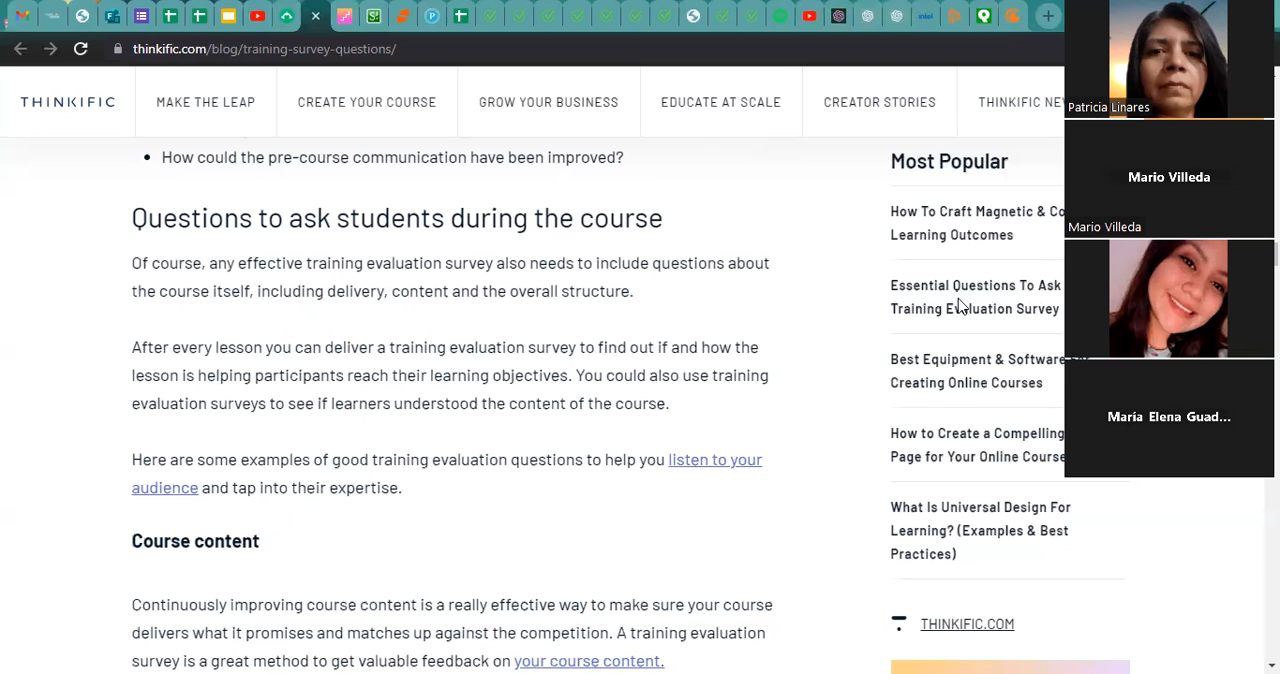 thinkific.com/blog/training-survey-questions/
THINKIFIC
MAKE THE LEAP
CREATE YOUR COURSE
GROW YOUR BUSINESS
EDUCATE AT SCALE
CREATOR STORIES
THINKIFIC
• How could the pre-course communication have been improved?
Questions to ask students during the course
Of course, any effective training evaluation survey also needs to include questions about
the course itself, including delivery, content and the overall structure.
After every lesson you can deliver a training evaluation survey to find out if and how the
lesson is helping participants reach their learning objectives. You could also use training
evaluation surveys to see if learners understood the content of the course.
Here are some examples of good training evaluation questions to help you listen to your
audience and tap into their expertise.
Course content
Continuously improving course content is a really effective way to make sure your course
delivers what it promises and matches up against the competition. A training evaluation
survey is a great method to get valuable feedback on your course content.
Most Popular
How To Craft Magnetic &
Learning Outcomes
Essential Questions To Ask
Training Evaluation Survey
Best Equipment & Software
Creating Online Courses
How to Create a Compelling
Page for Your Online Course
What Is Universal Design For
Learning? (Examples & Best
Practices)
THINKIFIC.COM
Patricia Linares
Mario Villeda
Mario Villeda
María Elena Guad...